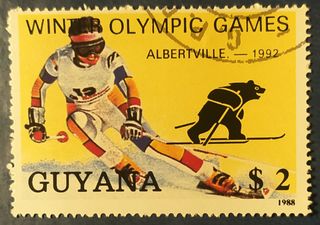 WINTER OLYMPIC GAMES
ALBERTVILLE. — 1992
GUYANA
$ 2
1988